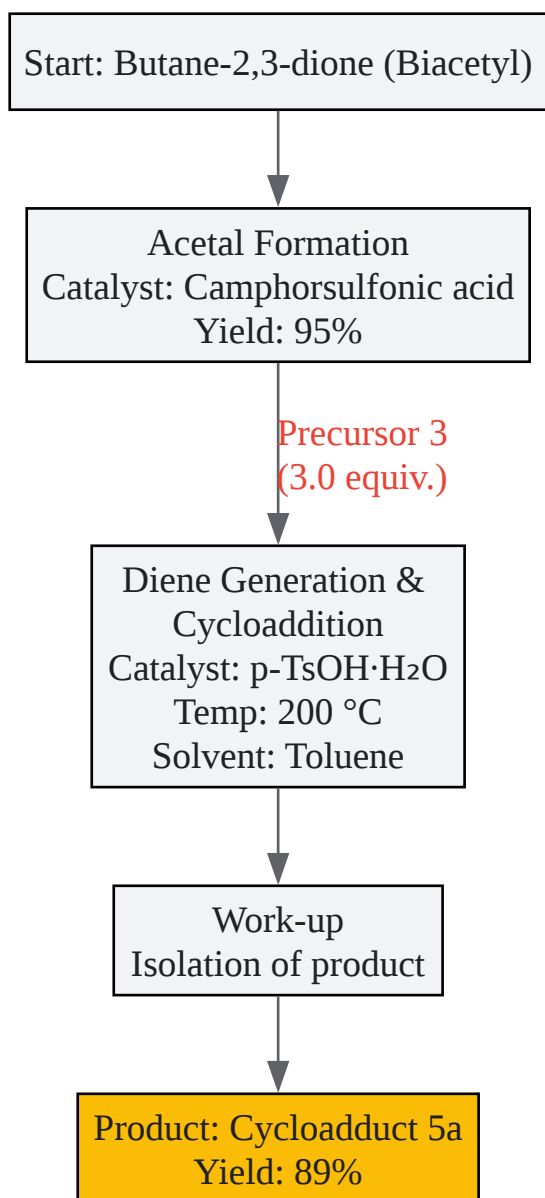 Start: Butane-2,3-dione (Biacetyl)
Acetal Formation
Catalyst: Camphorsulfonic acid
Yield: 95%
Precursor 3
(3.0 equiv.)
Diene Generation &
Cycloaddition
Catalyst: p-TsOH·H₂O
Temp: 200 °C
Solvent: Toluene
Work-up
Isolation of product
Product: Cycloadduct 5a
Yield: 89%